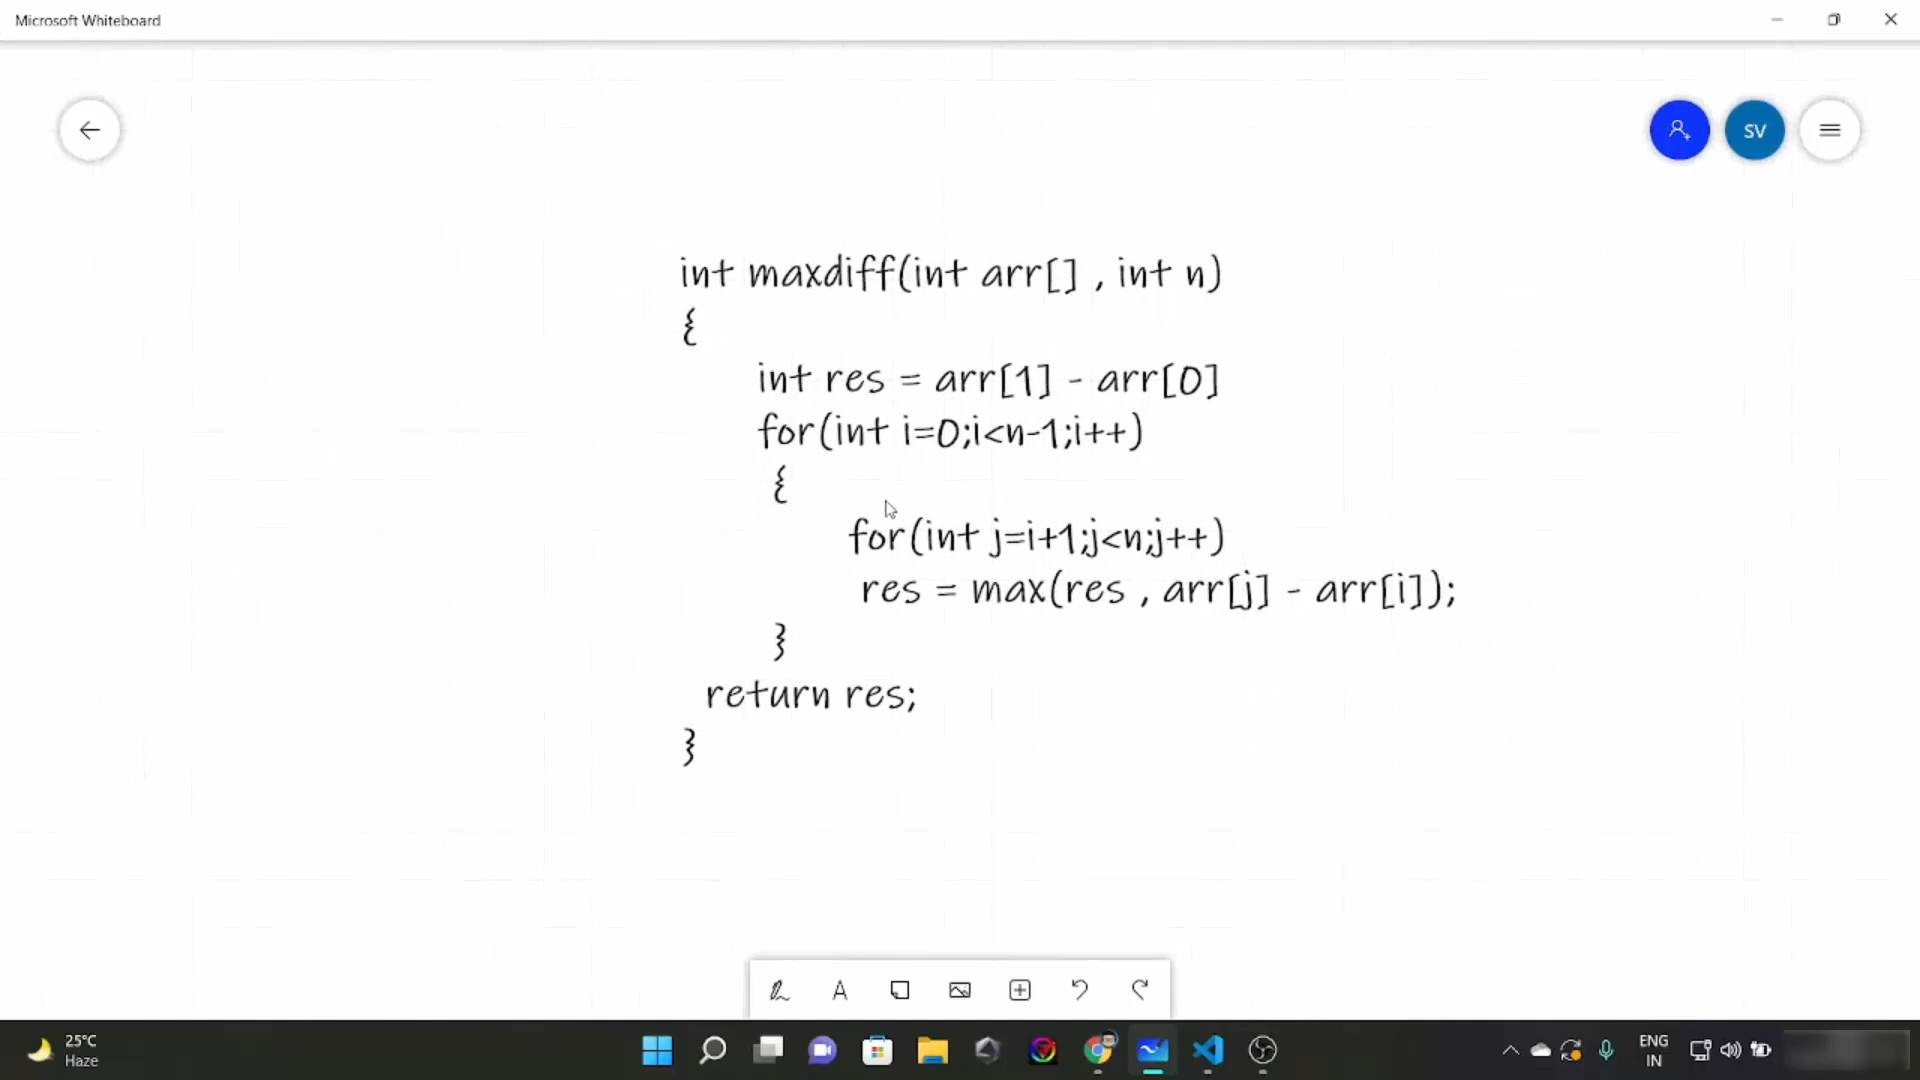 Microsoft Whiteboard
SV
int maxdiff(int arr[] , int n)
{
int res = arr[1] - arr[0]
for(int i=0;i<n-1;i++)
{
for(int j=i+1;j<n;j++)
res = max(res , arr[j] - arr[i]);
}
return res;
}
25°C
Haze
ENG
IN